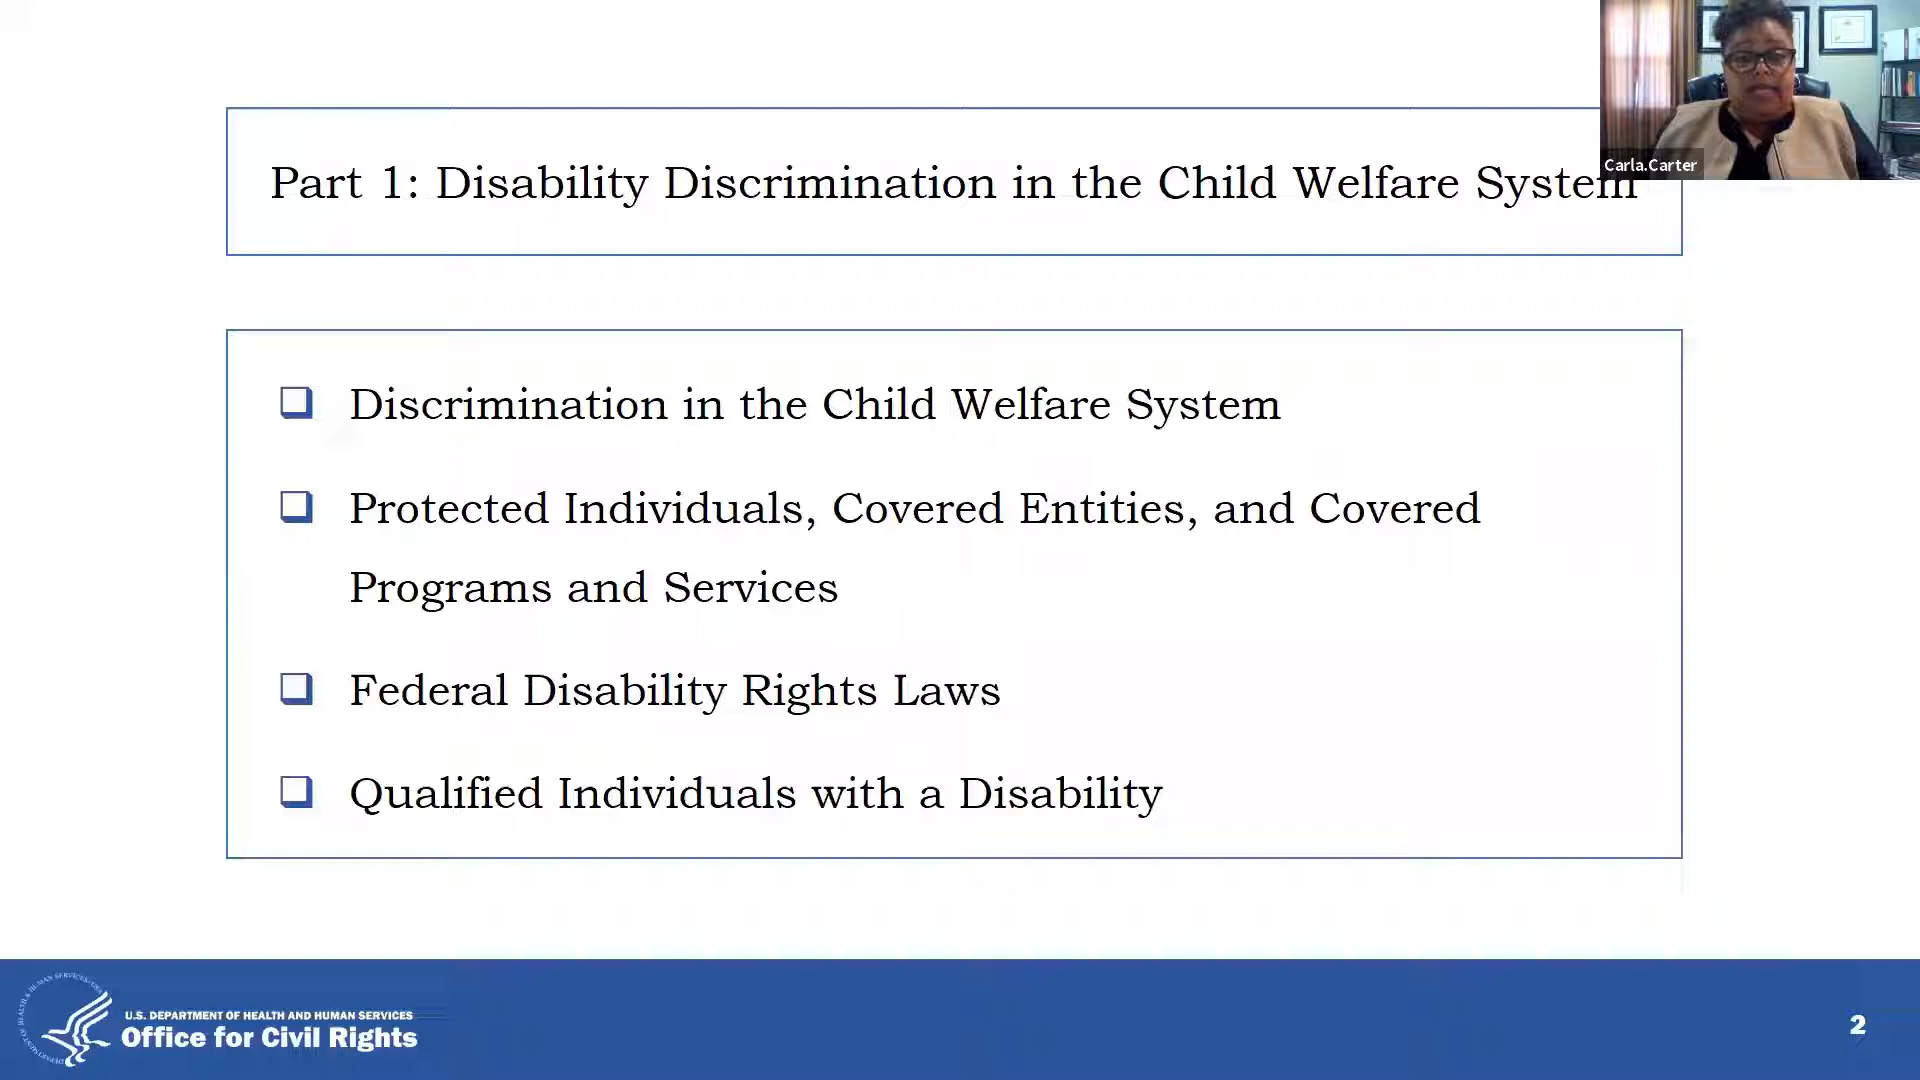 Part 1: Disability Discrimination in the Child Welfare System
Carla.Carter
Discrimination in the Child Welfare System
Protected Individuals, Covered Entities, and Covered
Programs and Services
Federal Disability Rights Laws
Qualified Individuals with a Disability
U.S. DEPARTMENT OF HEALTH AND HUMAN SERVICES
Office for Civil Rights
2